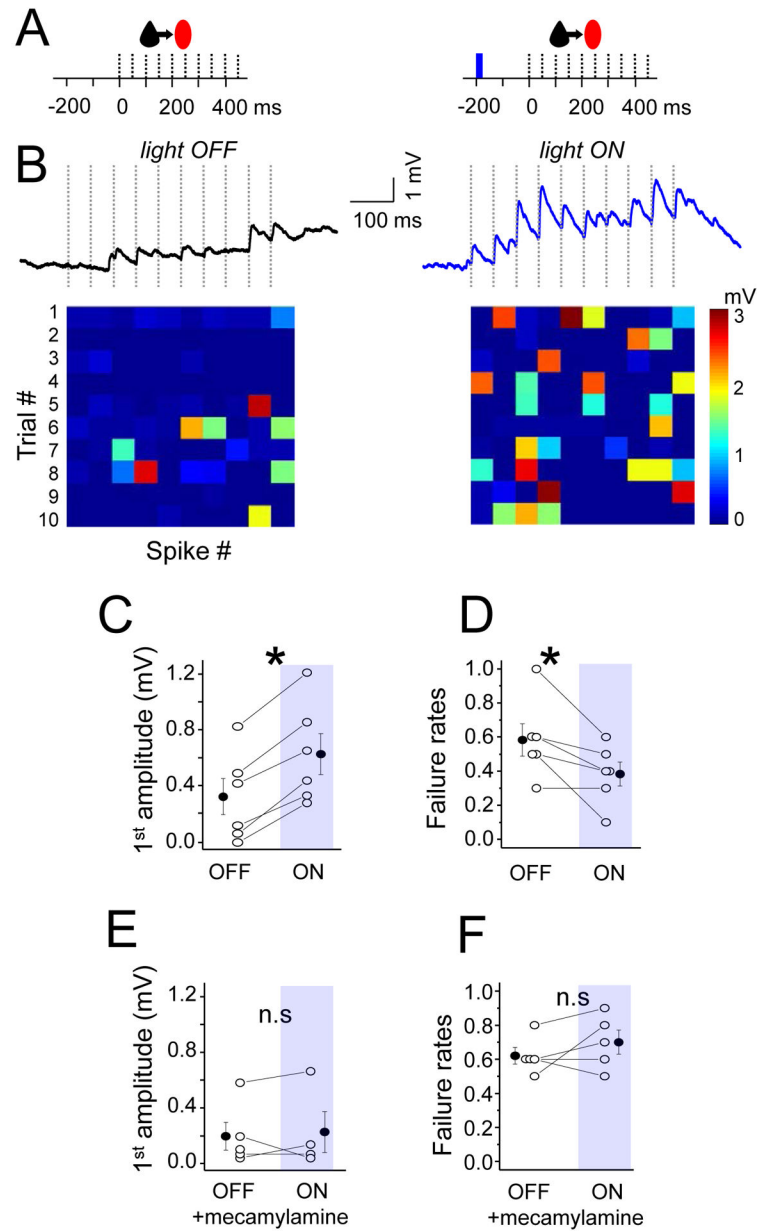 A
-200 0 200 400 ms
-200 0 200 400 ms
B
light OFF
light ON
1 mV
100 ms
mV
Trial #
1
2
3
4
5
6
7
8
9
10
3
2
1
0
Spike #
C
*
1st amplitude (mV)
1.2
0.8
0.4
0.0
OFF ON
D
*
Failure rates
1.0
0.8
0.6
0.4
0.2
0.0
OFF ON
E
n.s
1st amplitude (mV)
1.2
0.8
0.4
0.0
OFF ON
+mecamylamine
F
n.s
Failure rates
1.0
0.8
0.6
0.4
0.2
0.0
OFF ON
+mecamylamine